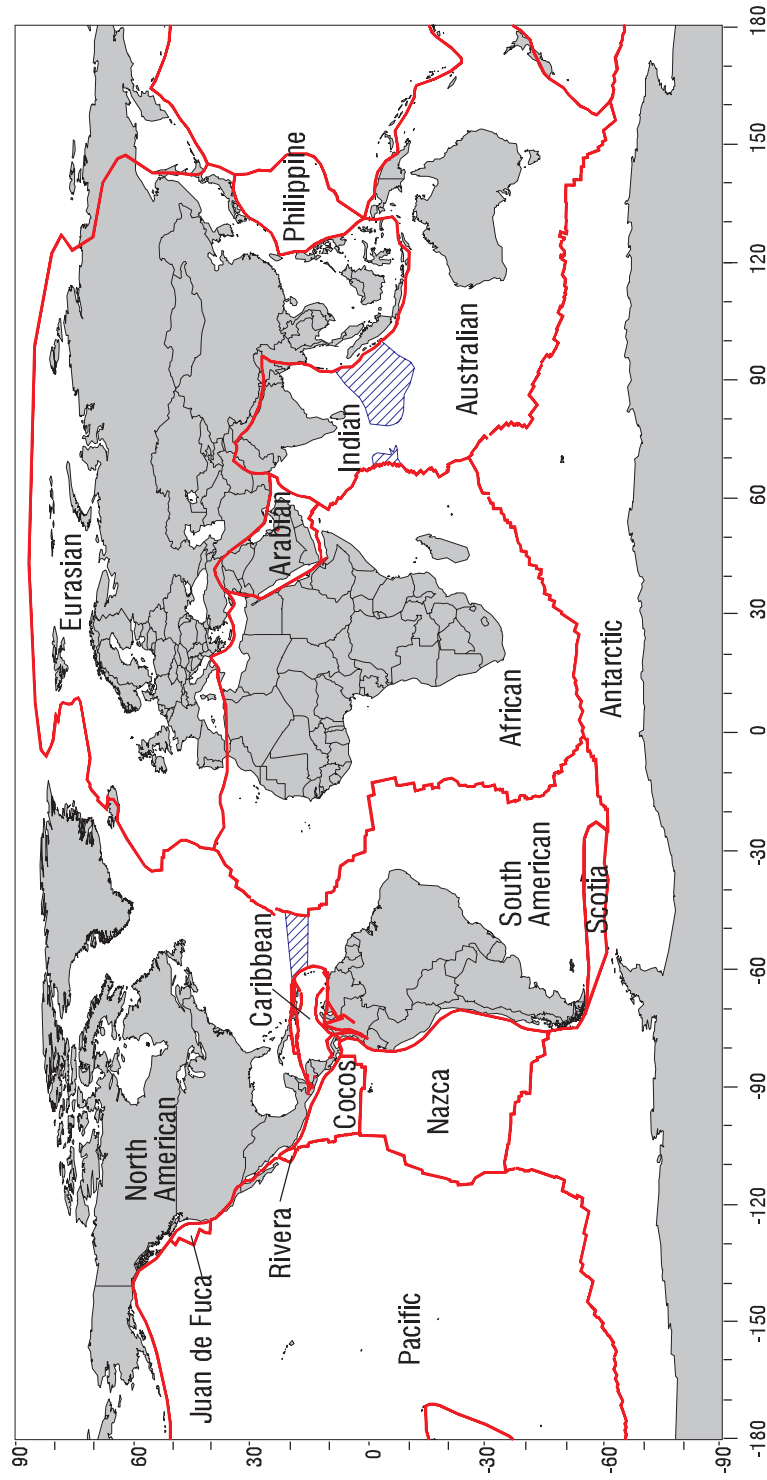 90
60
30
0
-30
-60
-90
Eurasian
North
American
Juan de Fuca
Rivera
Caribbean
Cocos
Arabian
Indian
Philippine
Pacific
Nazca
South
American
African
Australian
Scotia
Antarctic
-180
-150
-120
-90
-60
-30
0
30
60
90
120
150
180